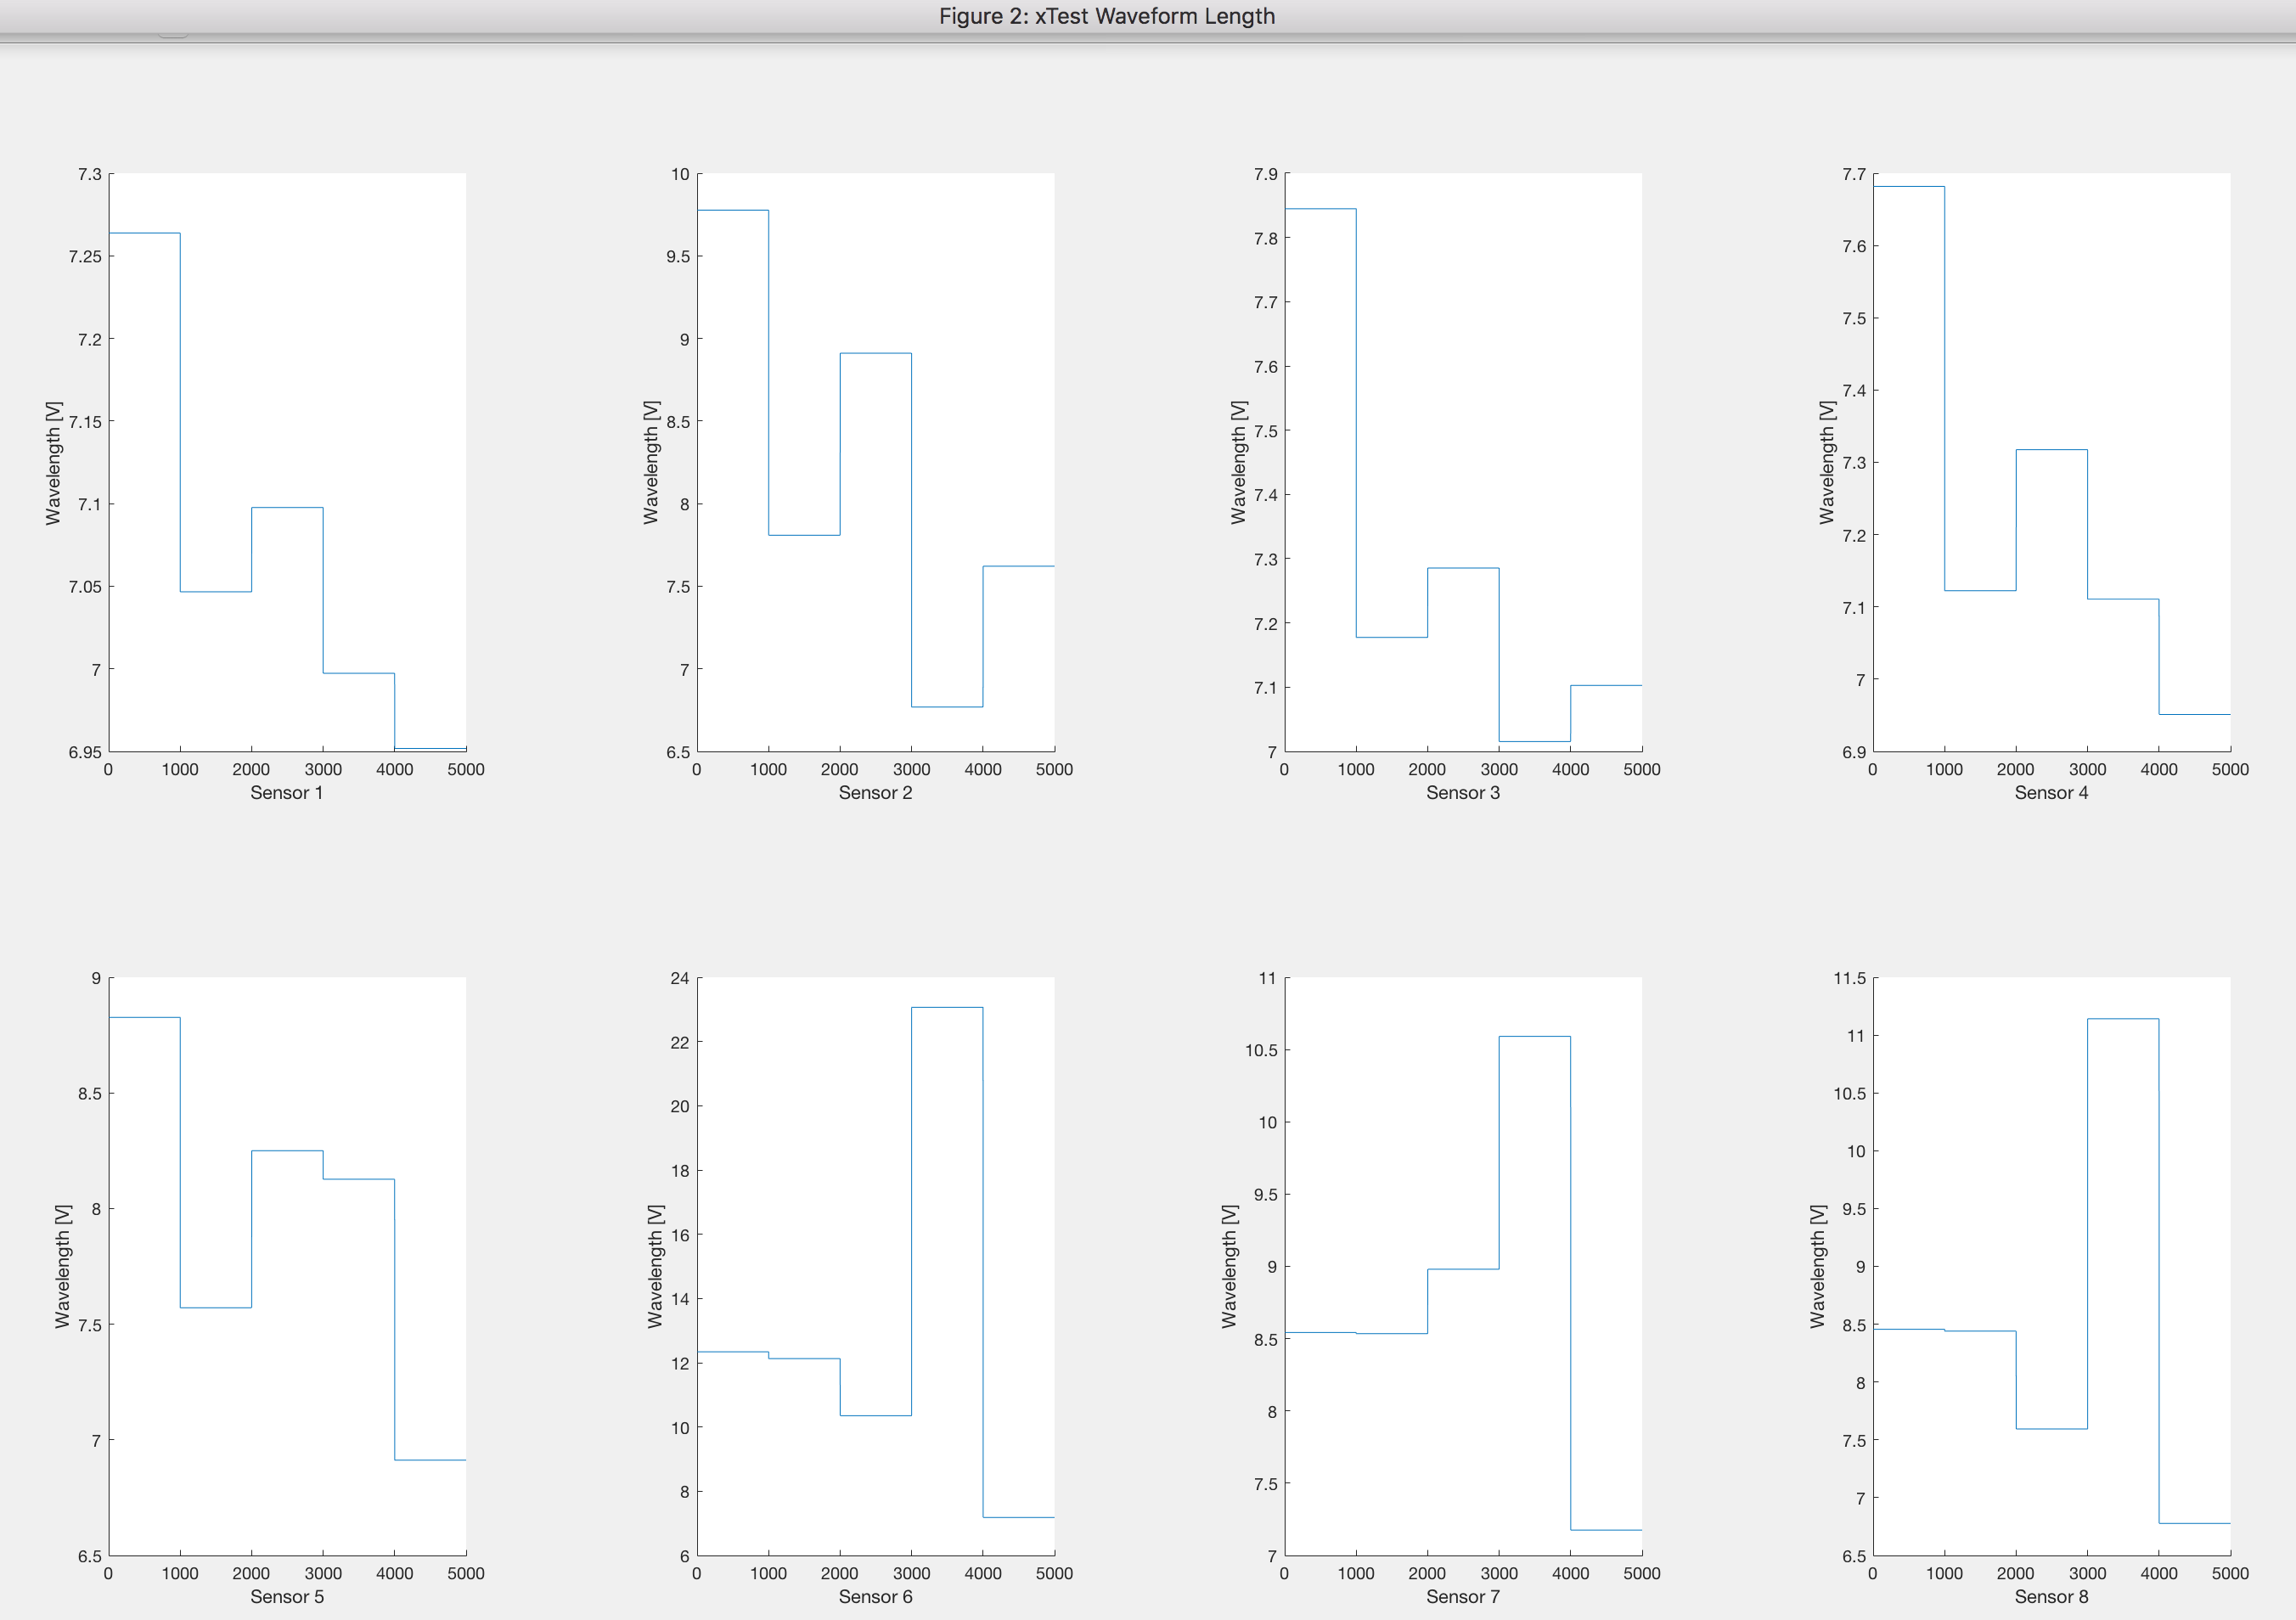 Figure 2: xTest Waveform Length
7.3
7.25
7.2
7.15
7.1
7.05
7
6.95
Wavelength [V]
0 1000 2000 3000 4000 5000
Sensor 1
10
9.5
9
8.5
8
7.5
7
6.5
Wavelength [V]
0 1000 2000 3000 4000 5000
Sensor 2
7.9
7.8
7.7
7.6
7.5
7.4
7.3
7.2
7.1
7
Wavelength [V]
0 1000 2000 3000 4000 5000
Sensor 3
7.7
7.6
7.5
7.4
7.3
7.2
7.1
7
6.9
Wavelength [V]
0 1000 2000 3000 4000 5000
Sensor 4
9
8.5
8
7.5
7
6.5
Wavelength [V]
0 1000 2000 3000 4000 5000
Sensor 5
24
22
20
18
16
14
12
10
8
6
Wavelength [V]
0 1000 2000 3000 4000 5000
Sensor 6
11
10.5
10
9.5
9
8.5
8
7.5
7
Wavelength [V]
0 1000 2000 3000 4000 5000
Sensor 7
11.5
11
10.5
10
9.5
9
8.5
8
7.5
7
6.5
Wavelength [V]
0 1000 2000 3000 4000 5000
Sensor 8